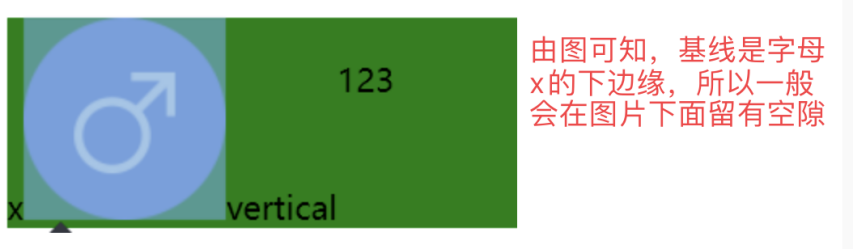 123
x vertical
由图可知，基线是字母
x的下边缘，所以一般
会在图片下面留有空隙